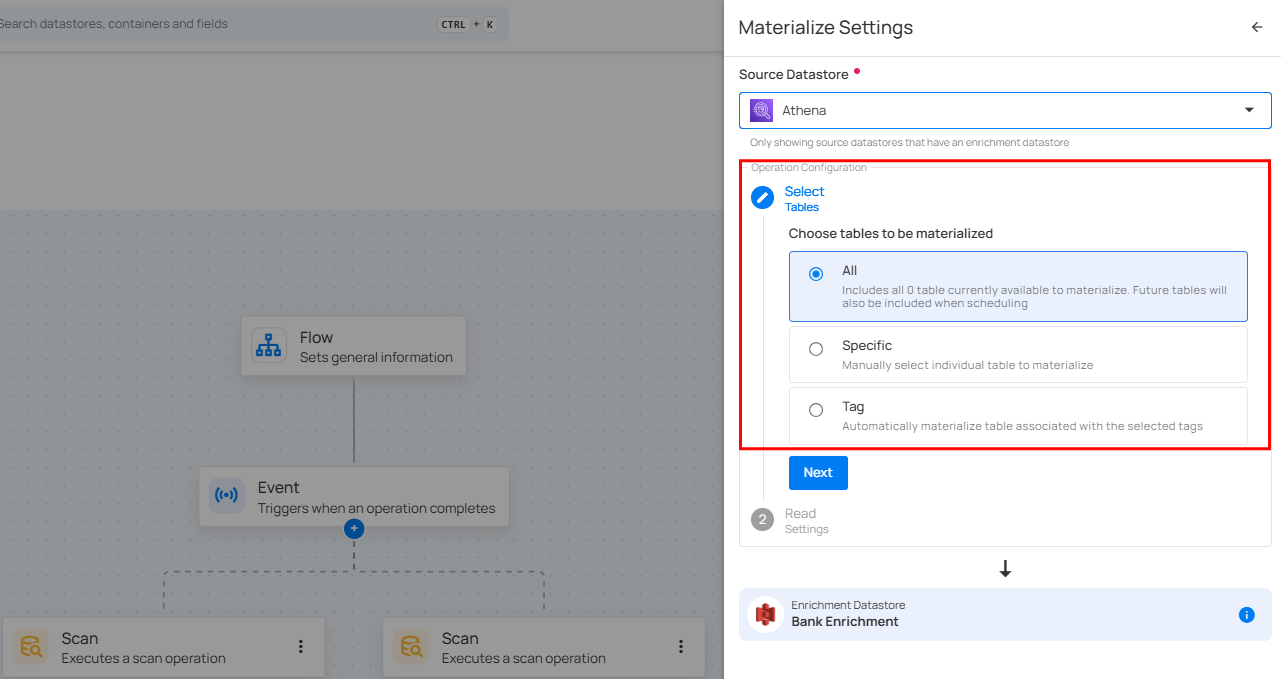 Search datastores, containers and fields
CTRL + K
Flow
Sets general information
Event
Triggers when an operation completes
+
Scan
Executes a scan operation
Scan
Executes a scan operation
Materialize Settings
Source Datastore
Athena
Only showing source datastores that have an enrichment datastore
Operation Configuration
Select
Tables
Choose tables to be materialized
All
Includes all 0 table currently available to materialize. Future tables will
also be included when scheduling
Specific
Manually select individual table to materialize
Tag
Automatically materialize table associated with the selected tags
Next
2
Read
Settings
Enrichment Datastore
Bank Enrichment